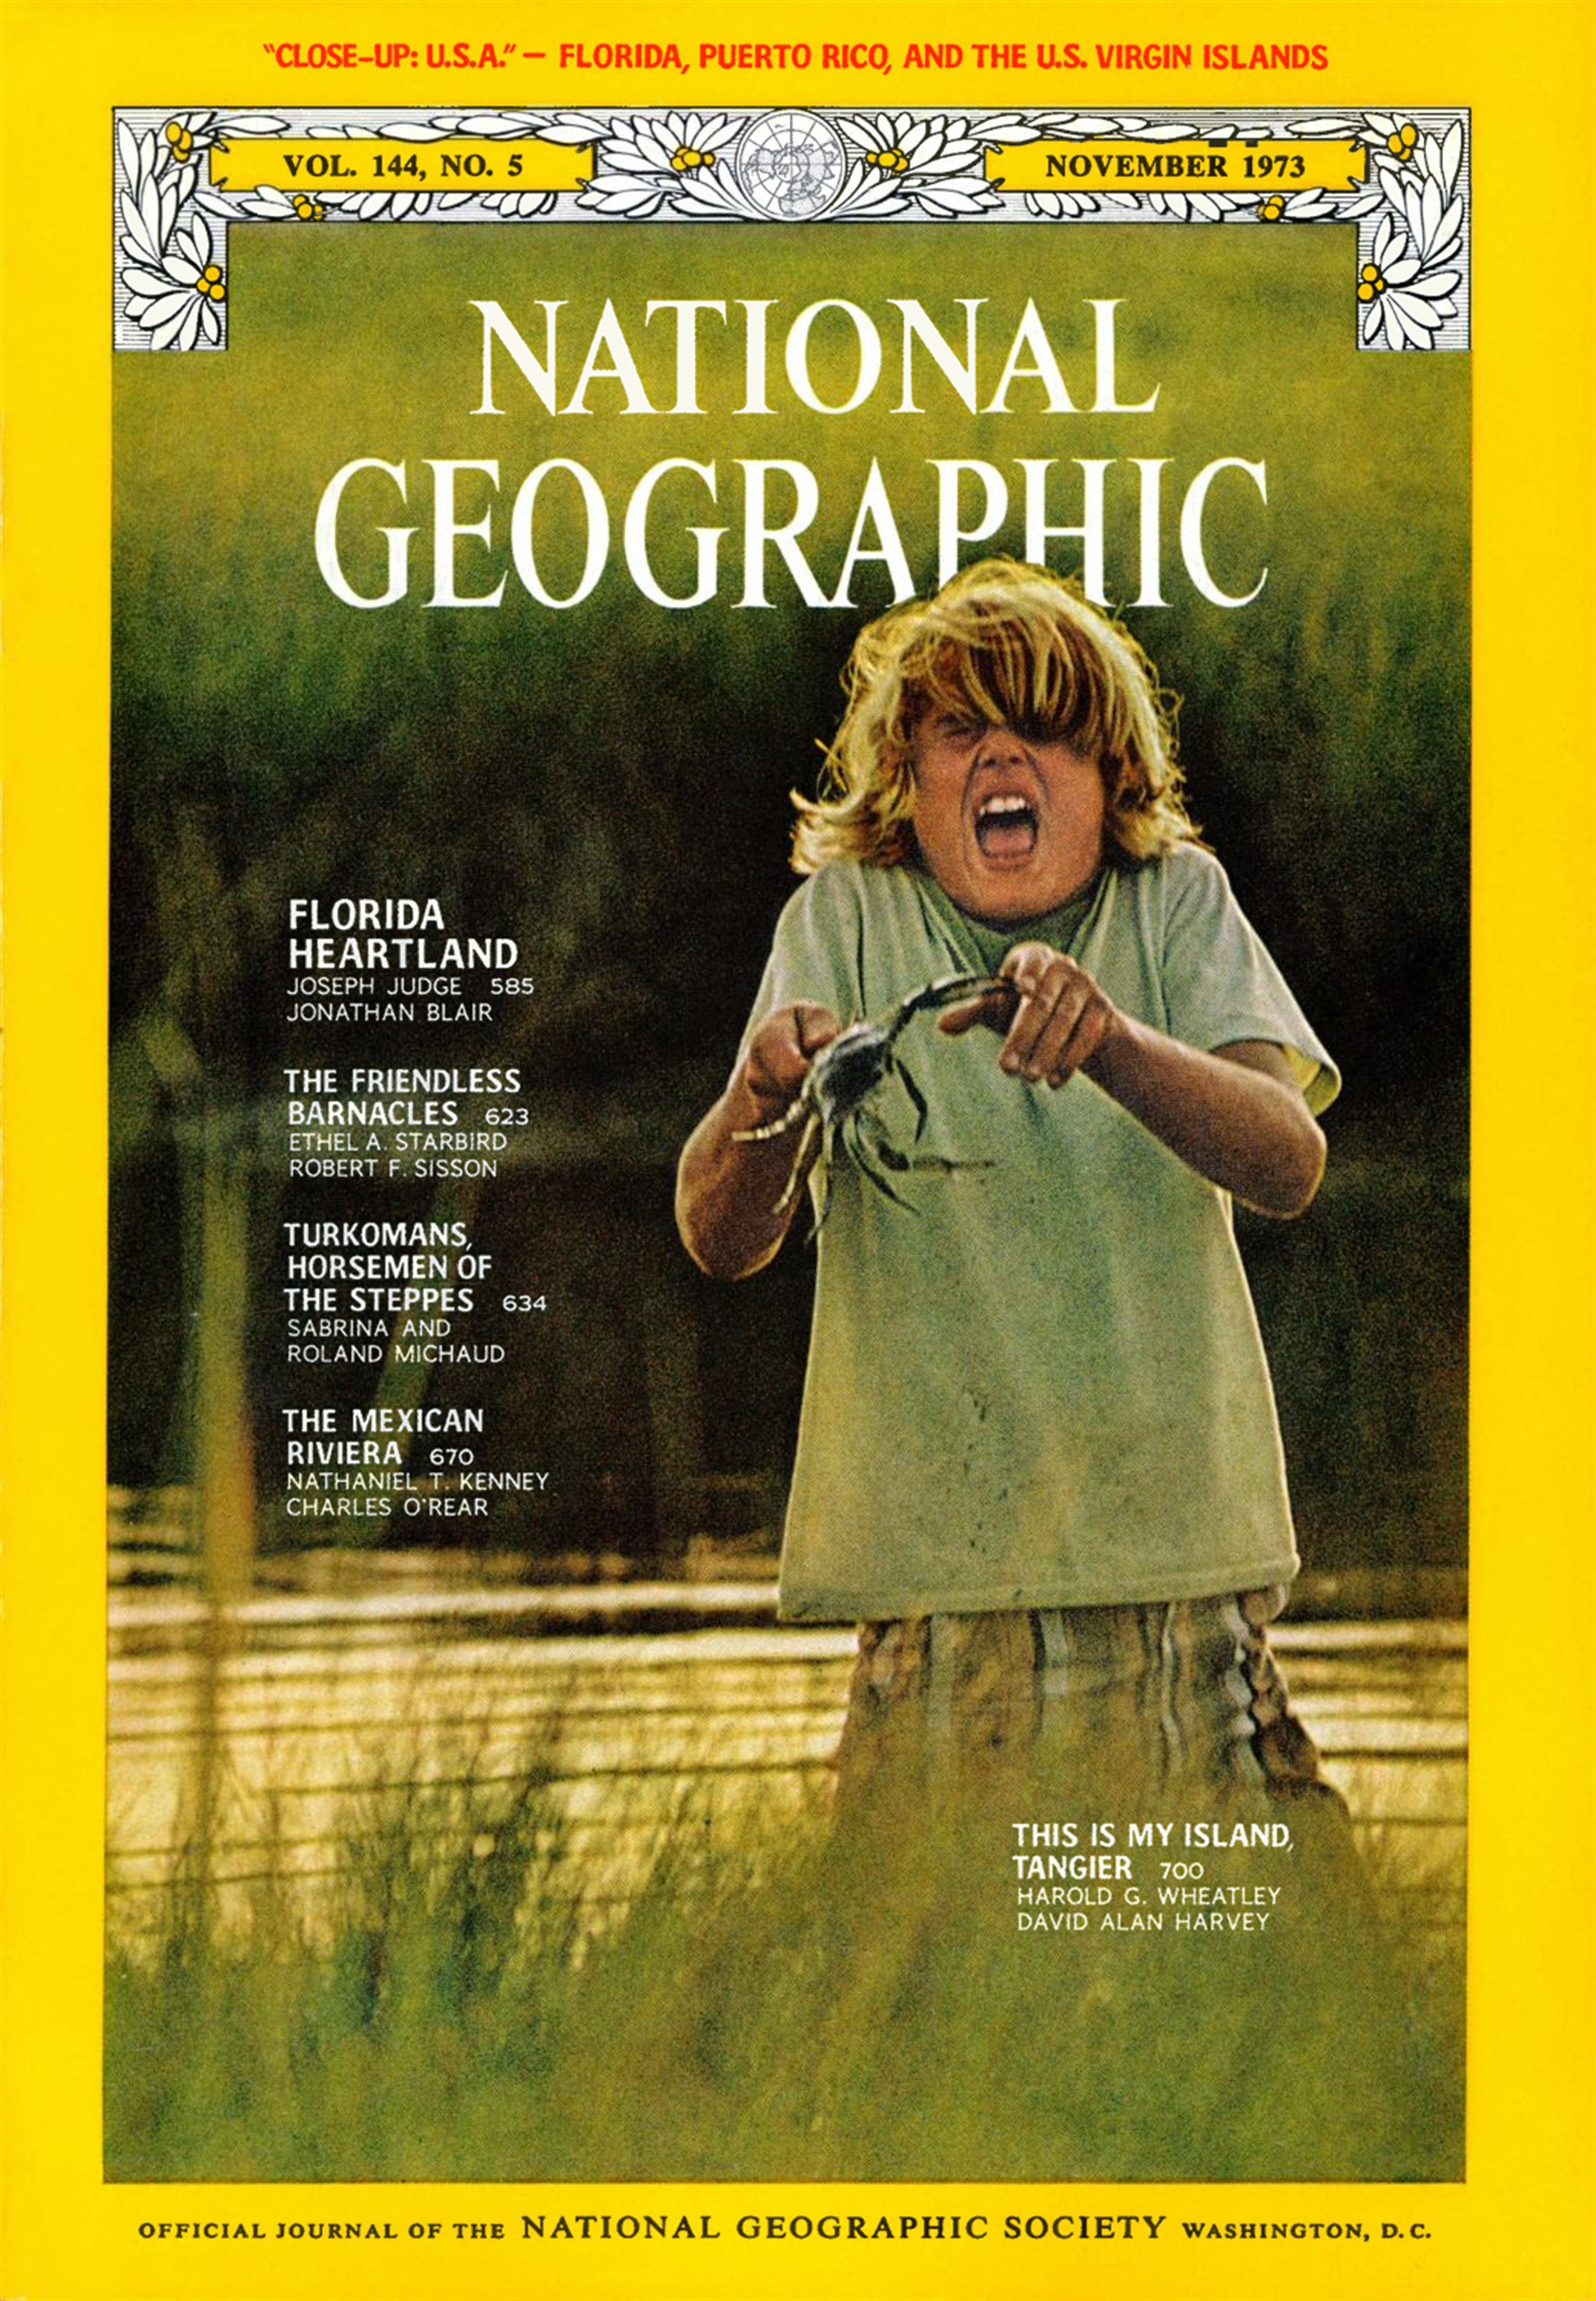 "CLOSE-UP: U.S.A." — FLORIDA, PUERTO RICO, AND THE U.S. VIRGIN ISLANDS
VOL. 144, NO. 5
NOVEMBER 1973
NATIONAL
GEOGRAPHIC
FLORIDA
HEARTLAND
JOSEPH JUDGE 585
JONATHAN BLAIR
THE FRIENDLESS
BARNACLES 623
ETHEL A. STARBIRD
ROBERT F. SISSON
TURKOMANS,
HORSEMEN OF
THE STEPPES 634
SABRINA AND
ROLAND MICHAUD
THE MEXICAN
RIVIERA 670
NATHANIEL T. KENNEY
CHARLES O'REAR
THIS IS MY ISLAND,
TANGIER 700
HAROLD G. WHEATLEY
DAVID ALAN HARVEY
OFFICIAL JOURNAL OF THE NATIONAL GEOGRAPHIC SOCIETY WASHINGTON, D.C.